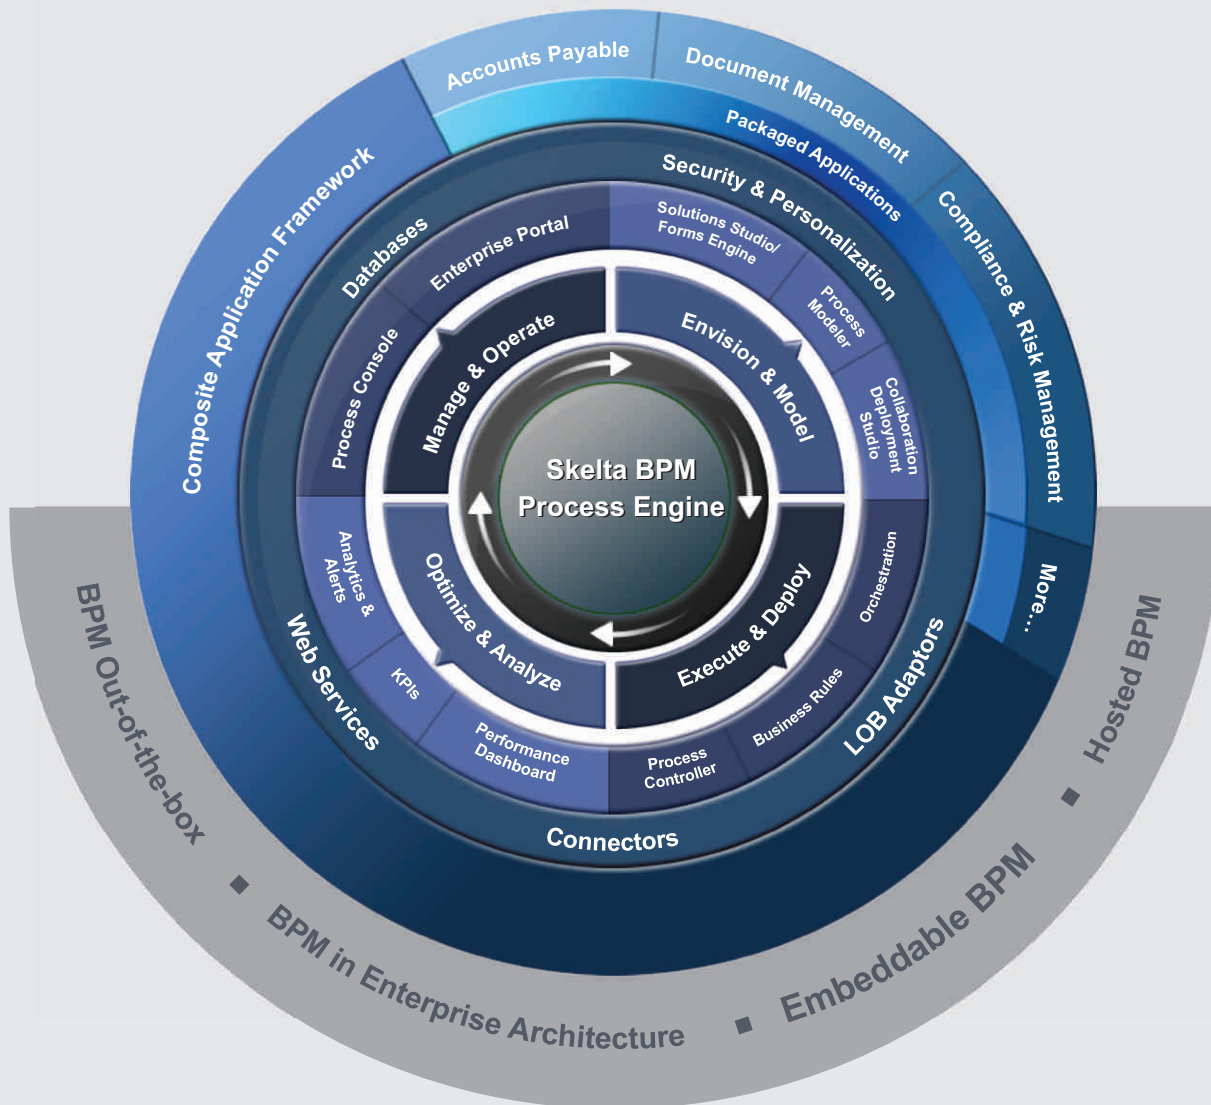 Accounts Payable
Document Management
Packaged Applications
Compliance & Risk Management
More...
Composite Application Framework
Databases
Security & Personalization
LOB Adaptors
Connectors
Web Services
Enterprise Portal
Solutions Studio/
Forms Engine
Process
Modeler
Collaboration
Deployment
Studio
Orchestration
Business Rules
Process
Controller
Performance
Dashboard
KPIs
Analytics &
Alerts
Process Console
Manage & Operate
Envision & Model
Execute & Deploy
Optimize & Analyze
Skelta BPM
Process Engine
BPM Out-of-the-box
BPM in Enterprise Architecture
Embeddable BPM
Hosted BPM